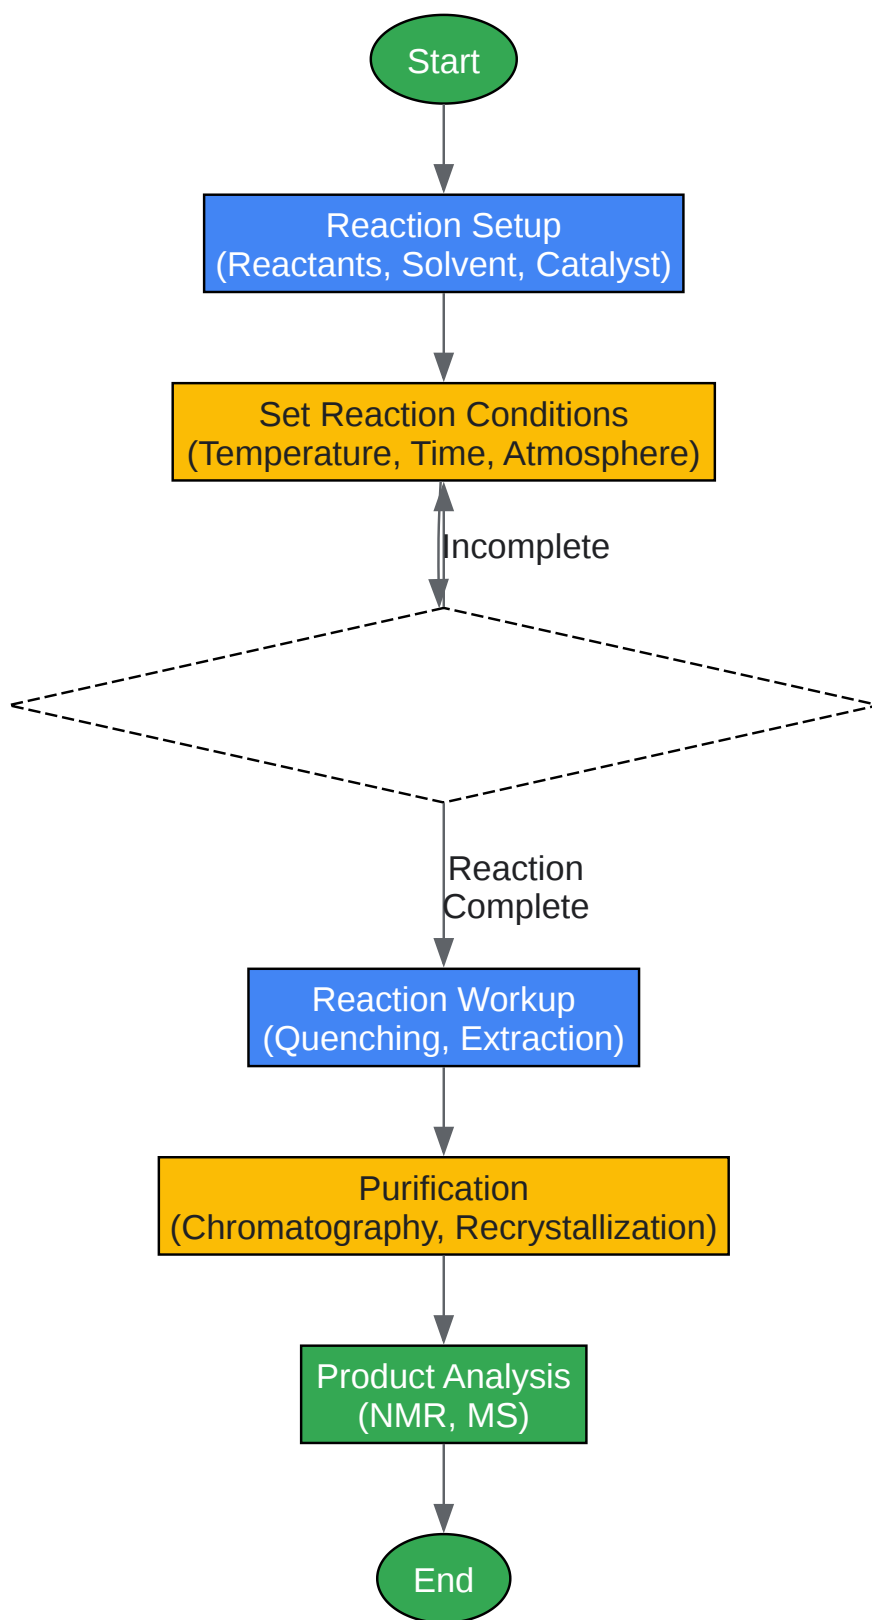 Start
Reaction Setup
(Reactants, Solvent, Catalyst)
Set Reaction Conditions
(Temperature, Time, Atmosphere)
Incomplete
Reaction
Complete
Reaction Workup
(Quenching, Extraction)
Purification
(Chromatography, Recrystallization)
Product Analysis
(NMR, MS)
End